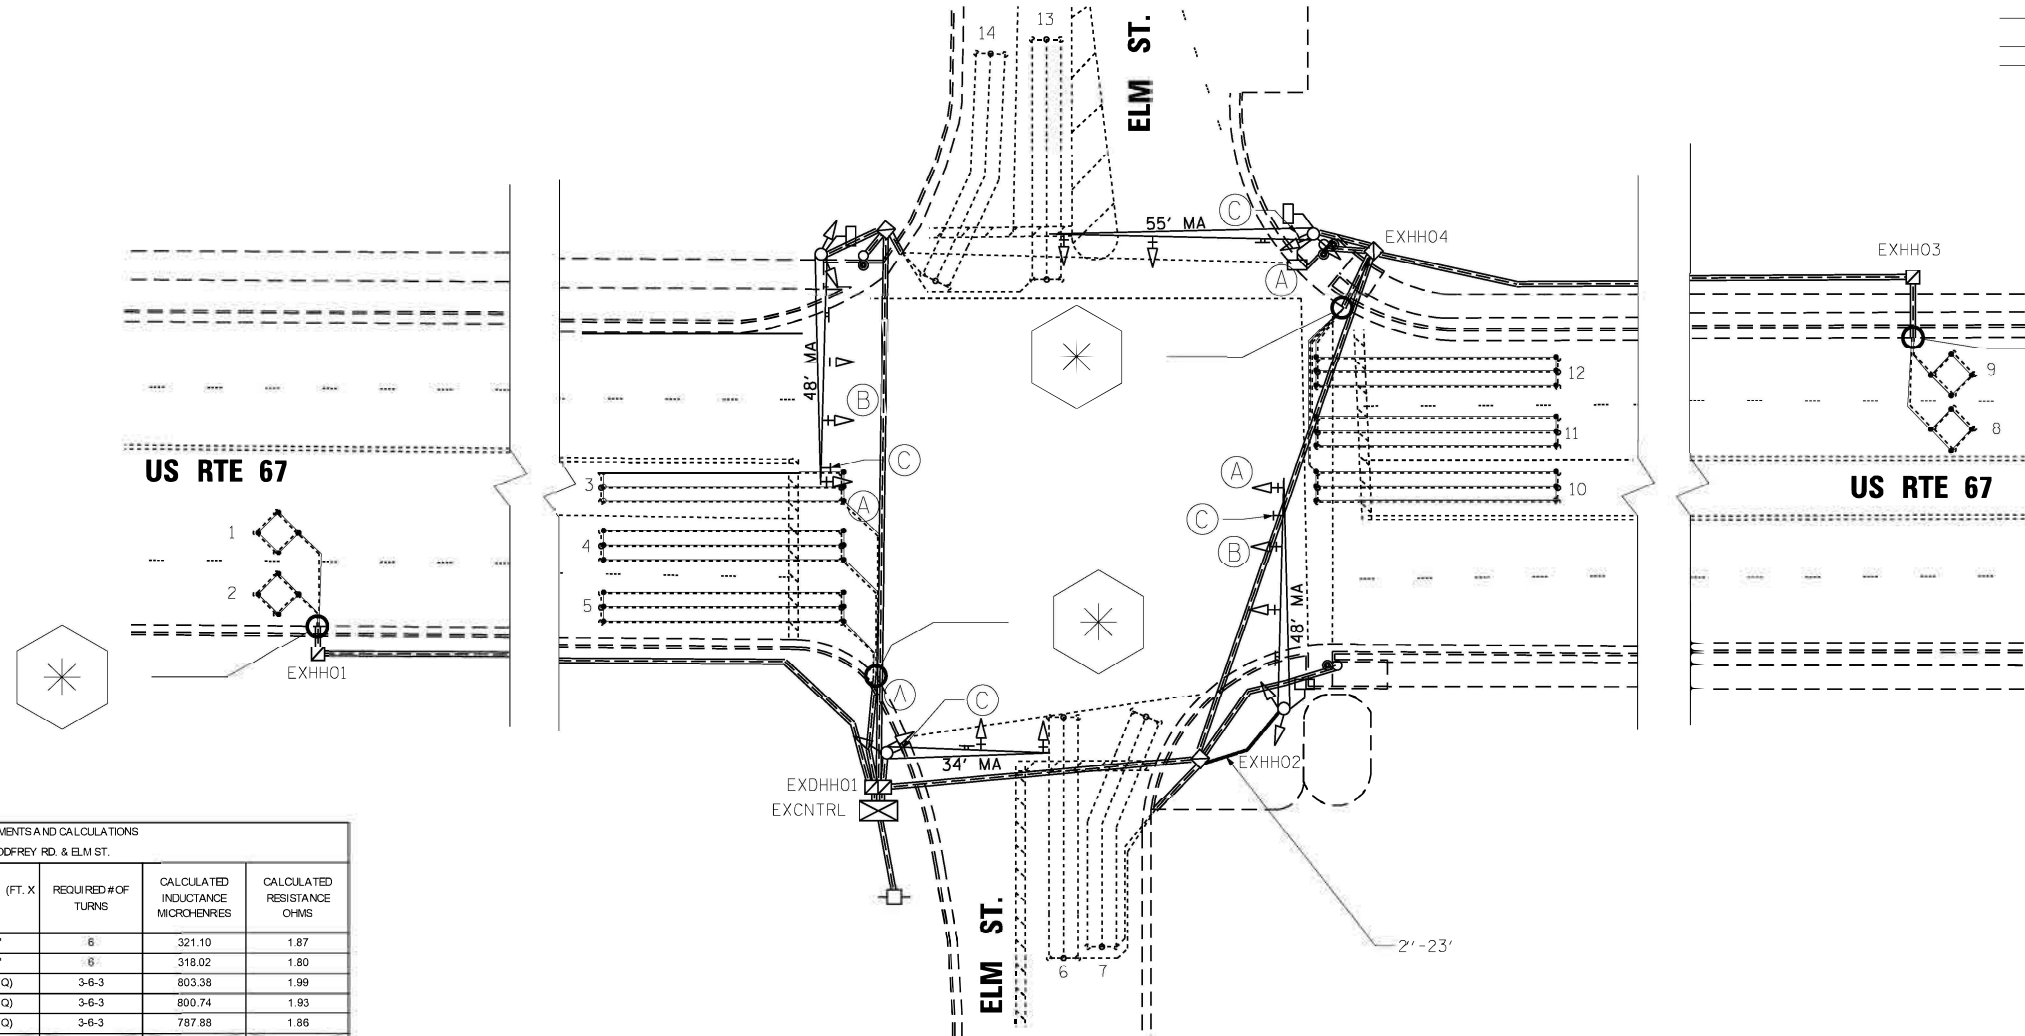 14
13
ELM ST.
C
55' MA
EXHH04
EXHH03
A
48' MA
B
C
A
12
11
10
9
8
US RTE 67
US RTE 67
3
4
5
1
2
A
C
B
48' MA
EXHH01
A
C
34' MA
EXDHH01
EXCNTRL
EXHH02
2"-23'
ELM ST.
6
7
MENTS AND CALCULATIONS
ODFREY RD. & ELM ST.
(FT. X
REQUIRED # OF
TURNS
CALCULATED
INDUCTANCE
MICROHENRIES
CALCULATED
RESISTANCE
OHMS
6 321.10 1.87
6 318.02 1.80
Q) 3-6-3 803.38 1.99
Q) 3-6-3 800.74 1.93
Q) 3-6-3 787.88 1.86